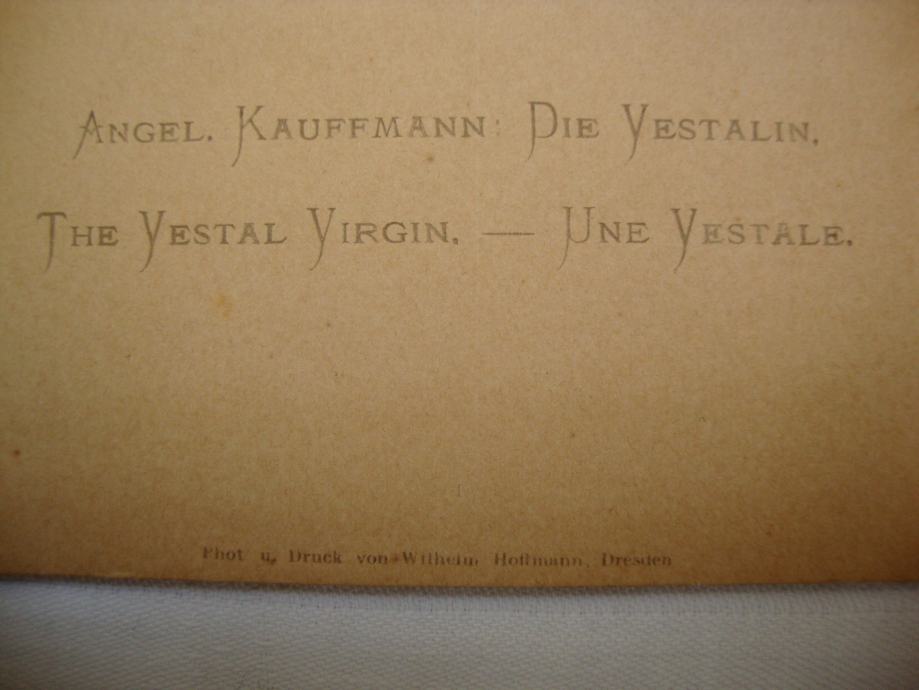 ANGEL. KAUFFMANN: DIE VESTALIN.
THE VESTAL VIRGIN. — UNE VESTALE.
Phot u. Druck von Wilhelm Hoffmann, Dresden